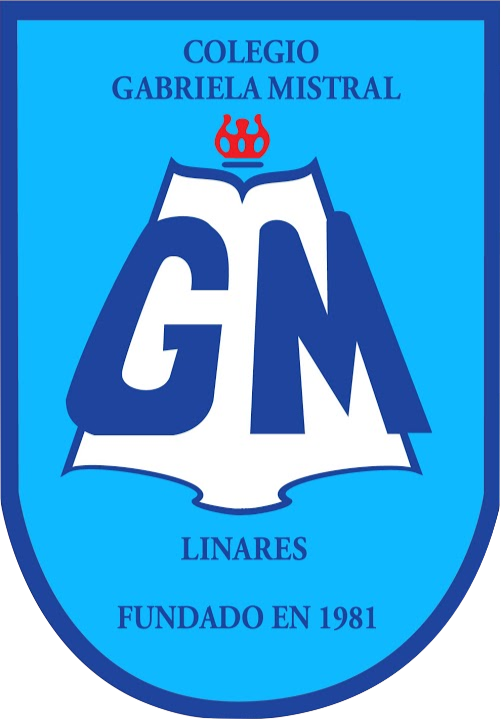 COLEGIO
GABRIELA MISTRAL
GM
LINARES
FUNDADO EN 1981